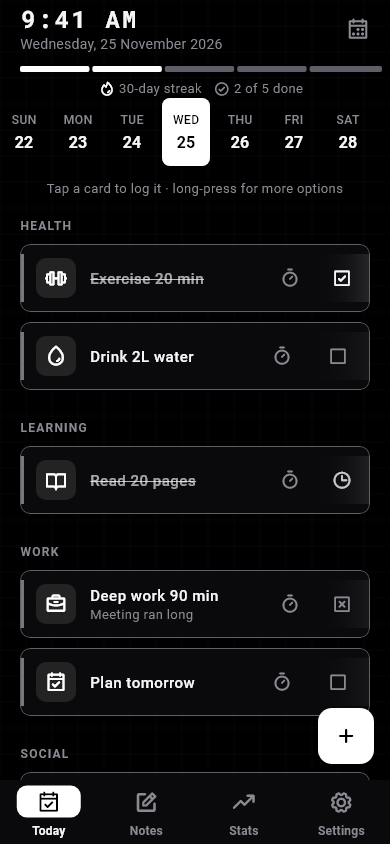 9:41 AM
Wednesday, 25 November 2026
30-day streak 2 of 5 done
SUN MON TUE WED THU FRI SAT
22 23 24 25 26 27 28
Tap a card to log it · long-press for more options
HEALTH
Exercise 20 min
Drink 2L water
LEARNING
Read 20 pages
WORK
Deep work 90 min
Meeting ran long
Plan tomorrow
+
SOCIAL
Today Notes Stats Settings